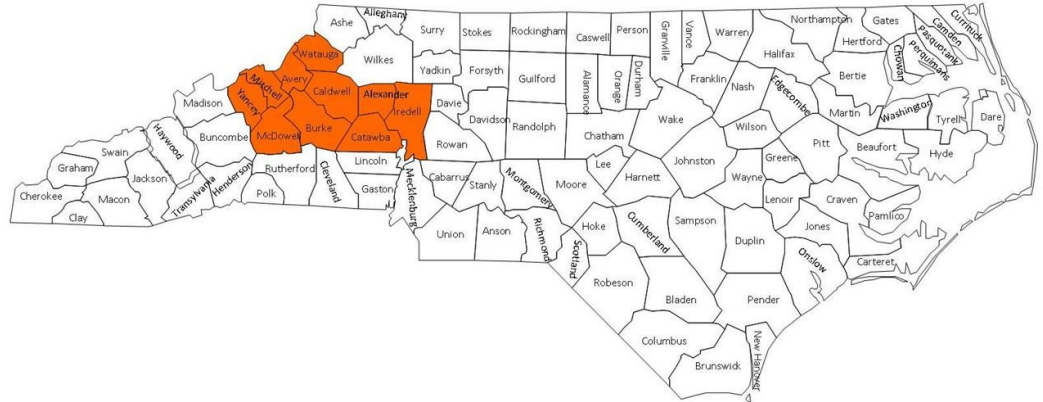 Ashe
Alleghany
Surry
Stokes
Rockingham
Caswell
Person
Granville
Vance
Warren
Northampton
Gates
Currituck
Camden
Pasquotank
Perquimans
Chowan
Hertford
Halifax
Watauga
Wilkes
Yadkin
Forsyth
Guilford
Alamance
Orange
Durham
Franklin
Nash
Edgecombe
Bertie
Martin
Washington
Tyrell
Dare
Madison
Yancey
Mitchell
Avery
Caldwell
Alexander
Iredell
Davie
Davidson
Randolph
Chatham
Wake
Wilson
Pitt
Beaufort
Hyde
Buncombe
McDowell
Burke
Catawba
Rowan
Haywood
Swain
Graham
Jackson
Cherokee
Macon
Clay
Transylvania
Henderson
Rutherford
Polk
Cleveland
Lincoln
Gaston
Mecklenburg
Cabarrus
Stanly
Montgomery
Moore
Lee
Harnett
Johnston
Wayne
Greene
Lenoir
Craven
Pamlico
Jones
Carteret
Onslow
Union
Anson
Richmond
Scotland
Hoke
Cumberland
Sampson
Duplin
Robeson
Bladen
Pender
Columbus
Brunswick
New Hanover